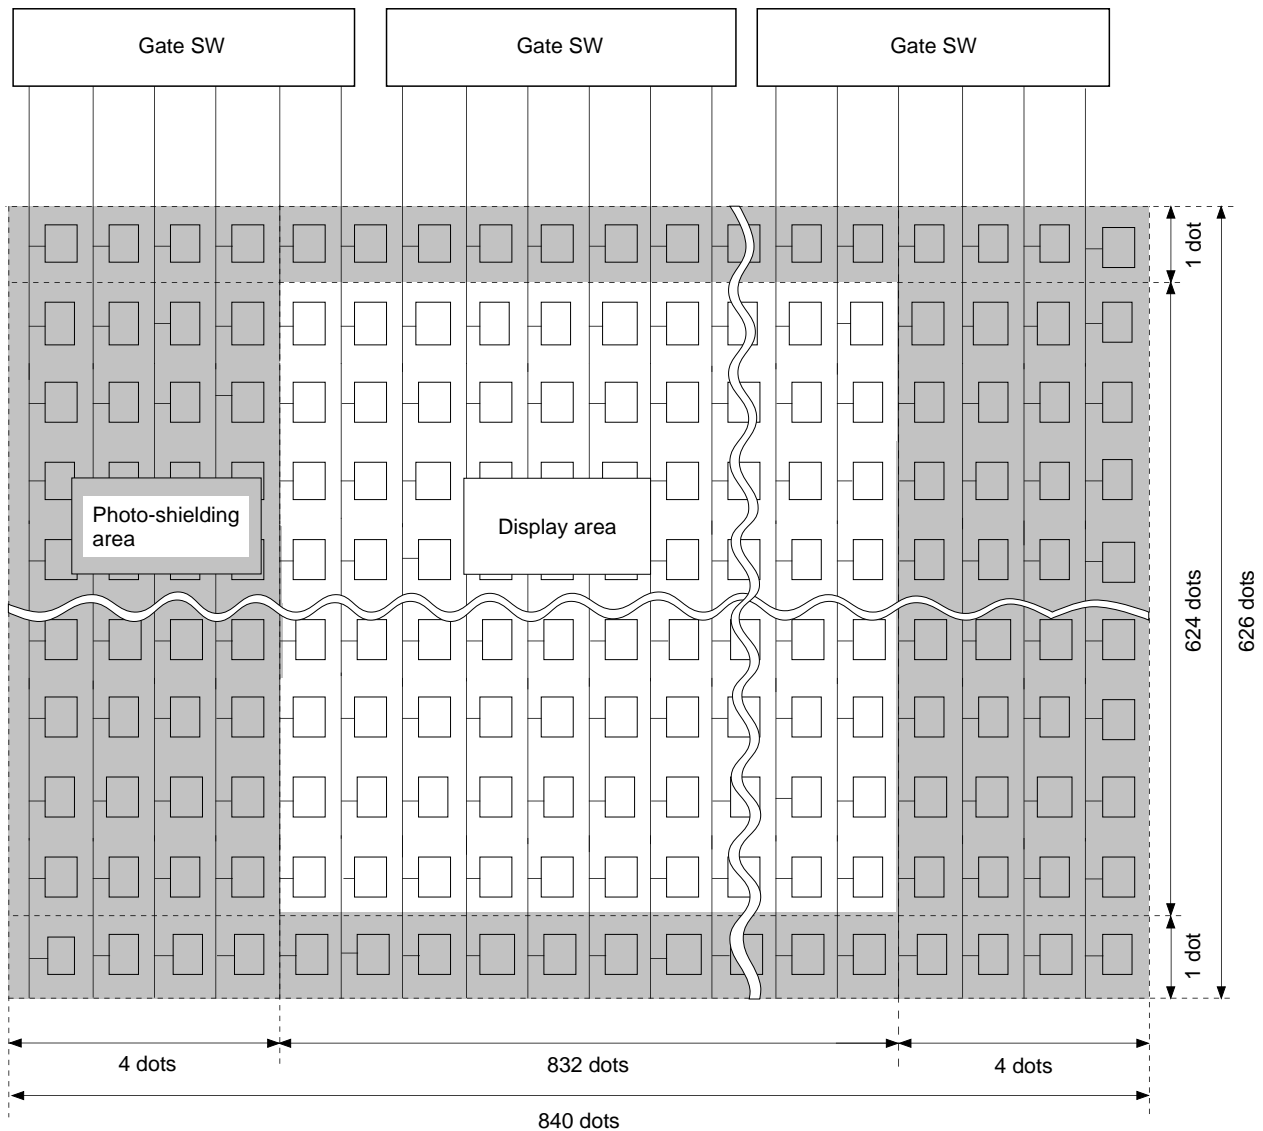 Gate SW
Gate SW
Gate SW
1 dot
Photo-shielding
area
Display area
624 dots
626 dots
1 dot
4 dots
832 dots
4 dots
840 dots